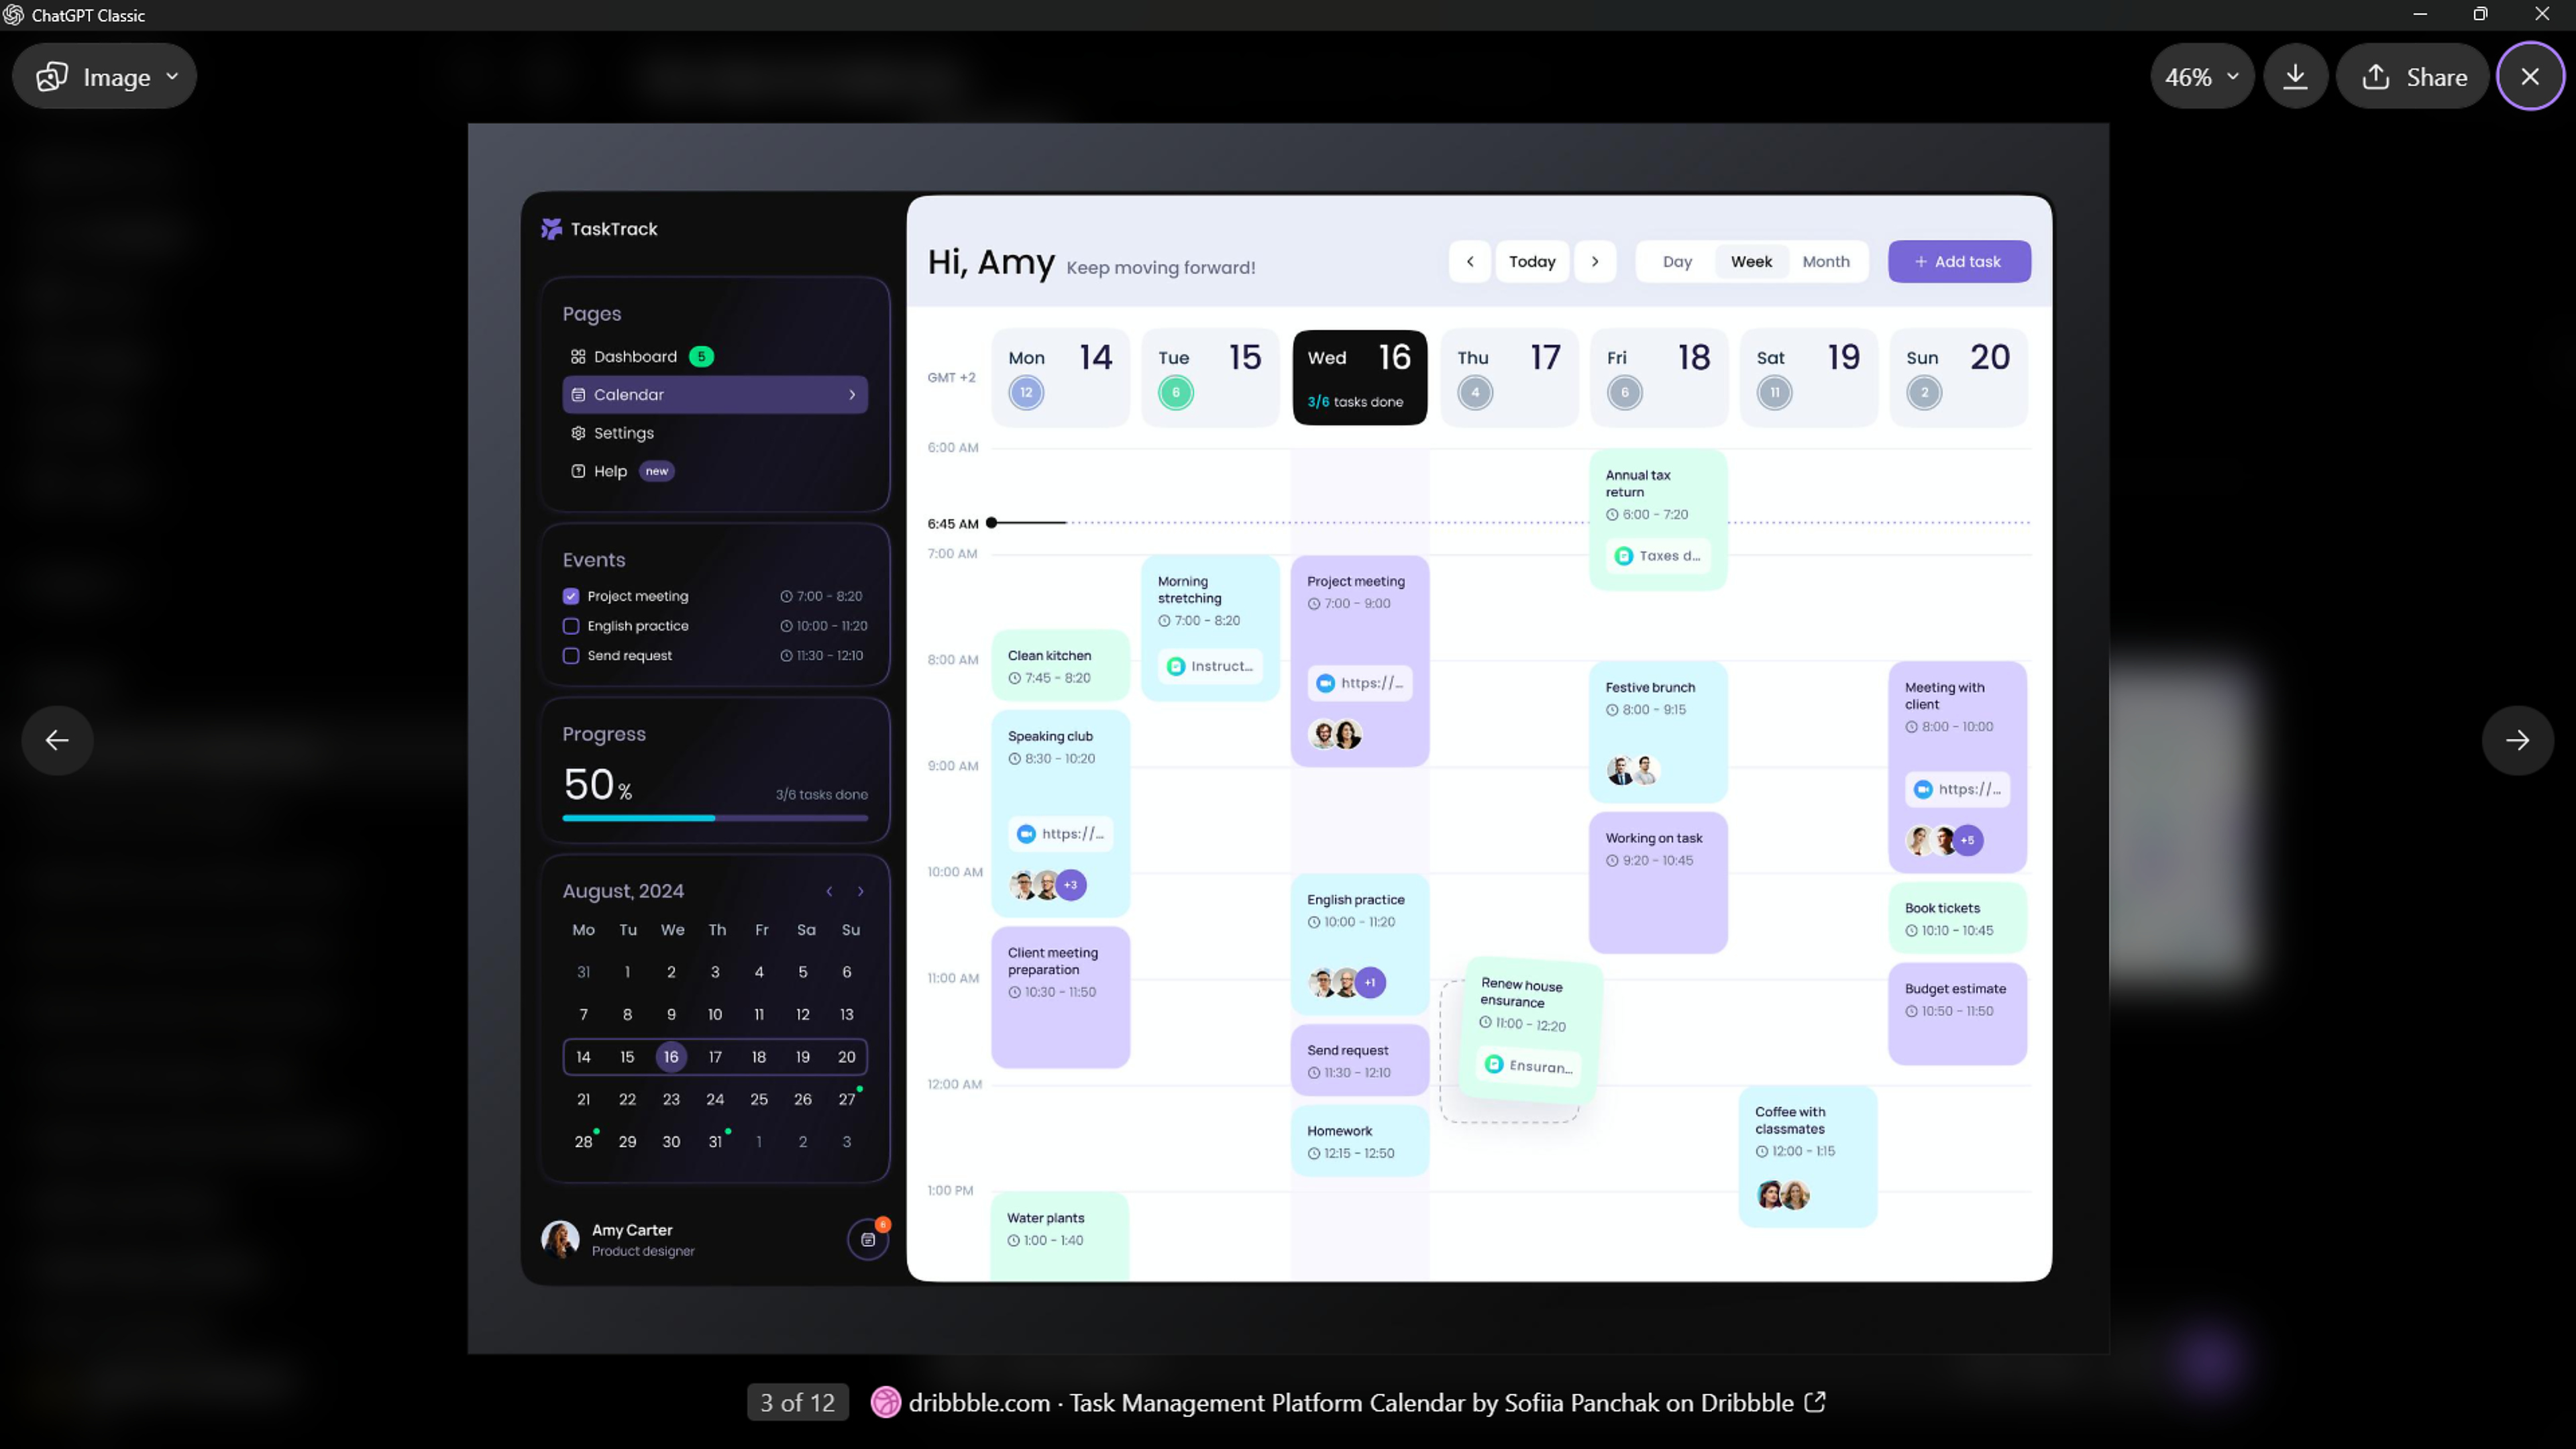 ChatGPT Classic
Image
46%
Share
TaskTrack
Pages
Dashboard 5
Calendar
Settings
Help new
Events
Project meeting 7:00 - 8:20
English practice 10:00 - 11:20
Send request 11:30 - 12:10
Progress
50% 3/6 tasks done
August, 2024
Mo Tu We Th Fr Sa Su
31 1 2 3 4 5 6
7 8 9 10 11 12 13
14 15 16 17 18 19 20
21 22 23 24 25 26 27
28 29 30 31 1 2 3
Amy Carter
Product designer
6
Hi, Amy Keep moving forward!
Today
Day Week Month
+ Add task
GMT +2
Mon 14
12
Tue 15
6
Wed 16
3/6 tasks done
Thu 17
4
Fri 18
6
Sat 19
11
Sun 20
2
6:00 AM
6:45 AM
7:00 AM
8:00 AM
9:00 AM
10:00 AM
11:00 AM
12:00 AM
1:00 PM
Clean kitchen
7:45 - 8:20
Speaking club
8:30 - 10:20
https://...
+3
Client meeting
preparation
10:30 - 11:50
Water plants
1:00 - 1:40
Morning
stretching
7:00 - 8:20
Instruct...
Project meeting
7:00 - 9:00
https://...
English practice
10:00 - 11:20
+1
Send request
11:30 - 12:10
Homework
12:15 - 12:50
Renew house
ensurance
11:00 - 12:20
Ensuran...
Annual tax
return
6:00 - 7:20
Taxes d...
Festive brunch
8:00 - 9:15
Working on task
9:20 - 10:45
Coffee with
classmates
12:00 - 1:15
Meeting with
client
8:00 - 10:00
https://...
+5
Book tickets
10:10 - 10:45
Budget estimate
10:50 - 11:50
3 of 12
dribbble.com · Task Management Platform Calendar by Sofiia Panchak on Dribbble